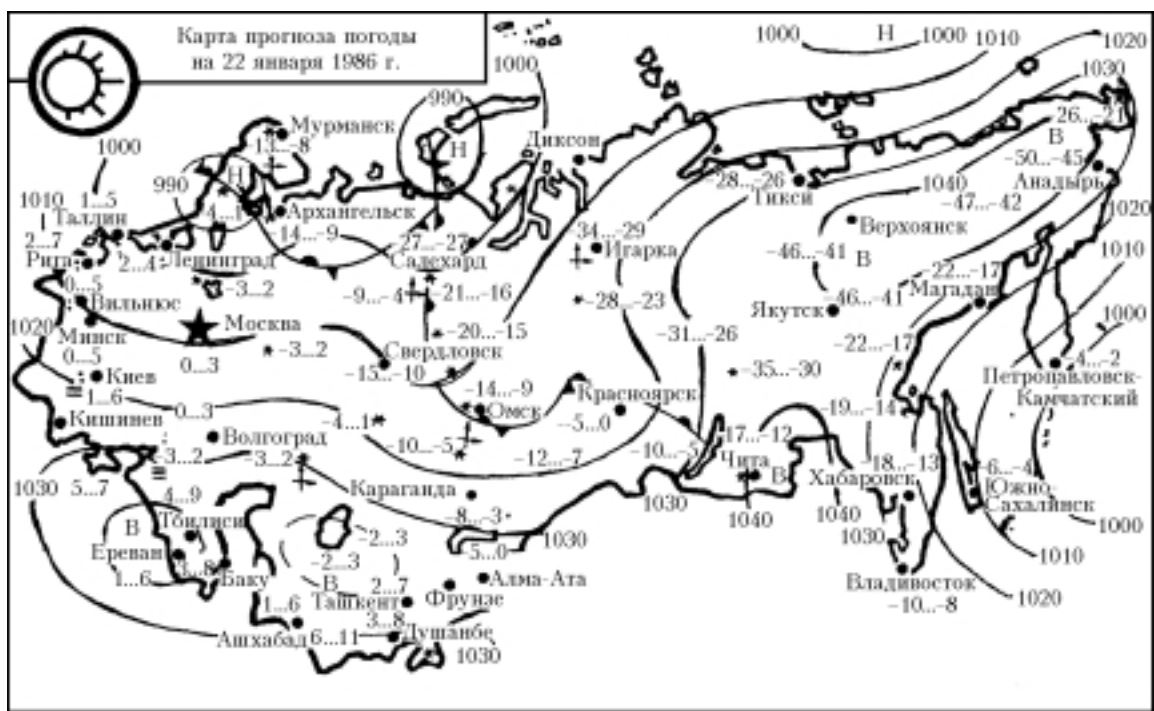 Карта прогноза погоды
на 22 января 1986 г.
1000
Н
1000
1010
1020
1030
1000
990
Мурманск
-13...-8
Н
Диксон
26...-21
В
-50...-45
Анадырь
1000
990
Н
-4...1
Архангельск
-14...-9
-28...-26
Тикси
1040
-47...-42
1010
1...5
Таллин
2...7
Рига
2...4
Ленинград
-3...2
-27...-27
Салехард
-34...-29
Игарка
Верхоянск
-46...-41
В
1020
1010
0...5
Вильнюс
Минск
0...5
-9...-4
-21...-16
-28...-23
Якутск
-46...-41
-22...-17
Магадан
1000
1020
Москва
0...3
-3...2
-20...-15
Свердловск
-15...-10
-31...-26
-22...-17
-35...-30
-4...-2
Петропавловск-
Камчатский
Киев
1...6
Кишинев
0...3
-4...1
-14...-9
Омск
Красноярск
-5...0
-19...-14
Волгоград
-3...2
-3...2
-10...-5
-12...-7
-10...-5
-17...-12
Чита
В
-18...-13
Хабаровск
-6...-4
Южно-
Сахалинск
1030
5...7
4...9
В
Тбилиси
Караганда
-8...-3
1030
1040
1040
1030
1000
Ереван
1...6
3...8
Баку
-2...3
-2...3
В
-5...0
1030
1010
2...7
Ташкент
Фрунзе
Алма-Ата
Владивосток
-10...-8
1020
1...6
Ашхабад
6...11
3...8
Душанбе
1030